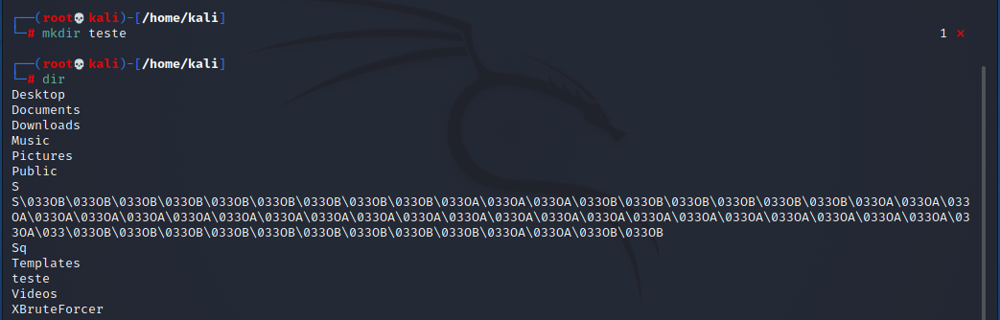 ┌──(root💀kali)-[/home/kali]
└─# mkdir teste 1 ⨯
┌──(root💀kali)-[/home/kali]
└─# dir
Desktop
Documents
Downloads
Music
Pictures
Public
S
S\033OB\033OB\033OB\033OB\033OB\033OB\033OB\033OB\033OB\033OA\033OA\033OA\033OB\033OB\033OB\033OB\033OB\033OB\033OA\033OA\033
OA\033OA\033OA\033OA\033OA\033OA\033OA\033OA\033OA\033OA\033OA\033OA\033OA\033OA\033OA\033OA\033OA\033OA\033OA\033OA\033OA\03
3OA\033\033OB\033OB\033OB\033OB\033OB\033OB\033OB\033OB\033OB\033OA\033OA\033OB\033OB
Sq
Templates
teste
Videos
XBruteForcer